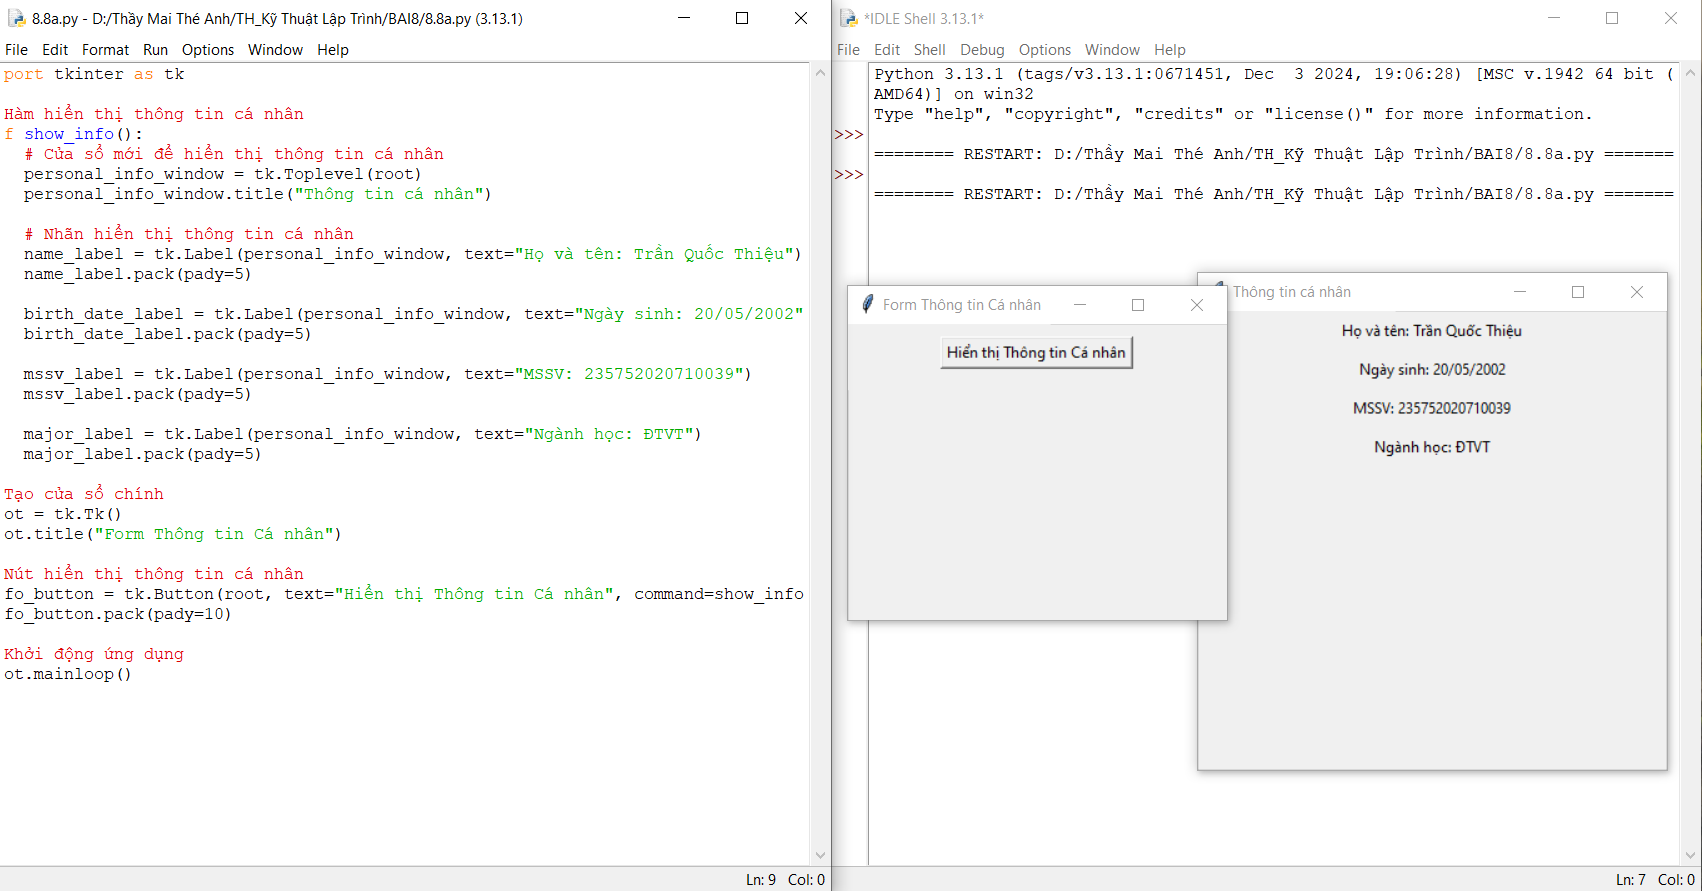 8.8a.py - D:/Thầy Mai Thé Anh/TH_Kỹ Thuật Lập Trình/BAI8/8.8a.py (3.13.1)
File Edit Format Run Options Window Help
port tkinter as tk
Hàm hiển thị thông tin cá nhân
f show_info():
# Cửa sổ mới để hiển thị thông tin cá nhân
personal_info_window = tk.Toplevel(root)
personal_info_window.title("Thông tin cá nhân")
# Nhãn hiển thị thông tin cá nhân
name_label = tk.Label(personal_info_window, text="Họ và tên: Trần Quốc Thiệu")
name_label.pack(pady=5)
birth_date_label = tk.Label(personal_info_window, text="Ngày sinh: 20/05/2002"
birth_date_label.pack(pady=5)
mssv_label = tk.Label(personal_info_window, text="MSSV: 235752020710039")
mssv_label.pack(pady=5)
major_label = tk.Label(personal_info_window, text="Ngành học: ĐTVT")
major_label.pack(pady=5)
Tạo cửa sổ chính
ot = tk.Tk()
ot.title("Form Thông tin Cá nhân")
Nút hiển thị thông tin cá nhân
fo_button = tk.Button(root, text="Hiển thị Thông tin Cá nhân", command=show_info
fo_button.pack(pady=10)
Khởi động ứng dụng
ot.mainloop()
Ln: 9 Col: 0
*IDLE Shell 3.13.1*
File Edit Shell Debug Options Window Help
Python 3.13.1 (tags/v3.13.1:0671451, Dec  3 2024, 19:06:28) [MSC v.1942 64 bit (
AMD64)] on win32
Type "help", "copyright", "credits" or "license()" for more information.
>>>
======== RESTART: D:/Thầy Mai Thé Anh/TH_Kỹ Thuật Lập Trình/BAI8/8.8a.py =======
>>>
======== RESTART: D:/Thầy Mai Thé Anh/TH_Kỹ Thuật Lập Trình/BAI8/8.8a.py =======
Form Thông tin Cá nhân
Hiển thị Thông tin Cá nhân
Thông tin cá nhân
Họ và tên: Trần Quốc Thiệu
Ngày sinh: 20/05/2002
MSSV: 235752020710039
Ngành học: ĐTVT
Ln: 7 Col: 0